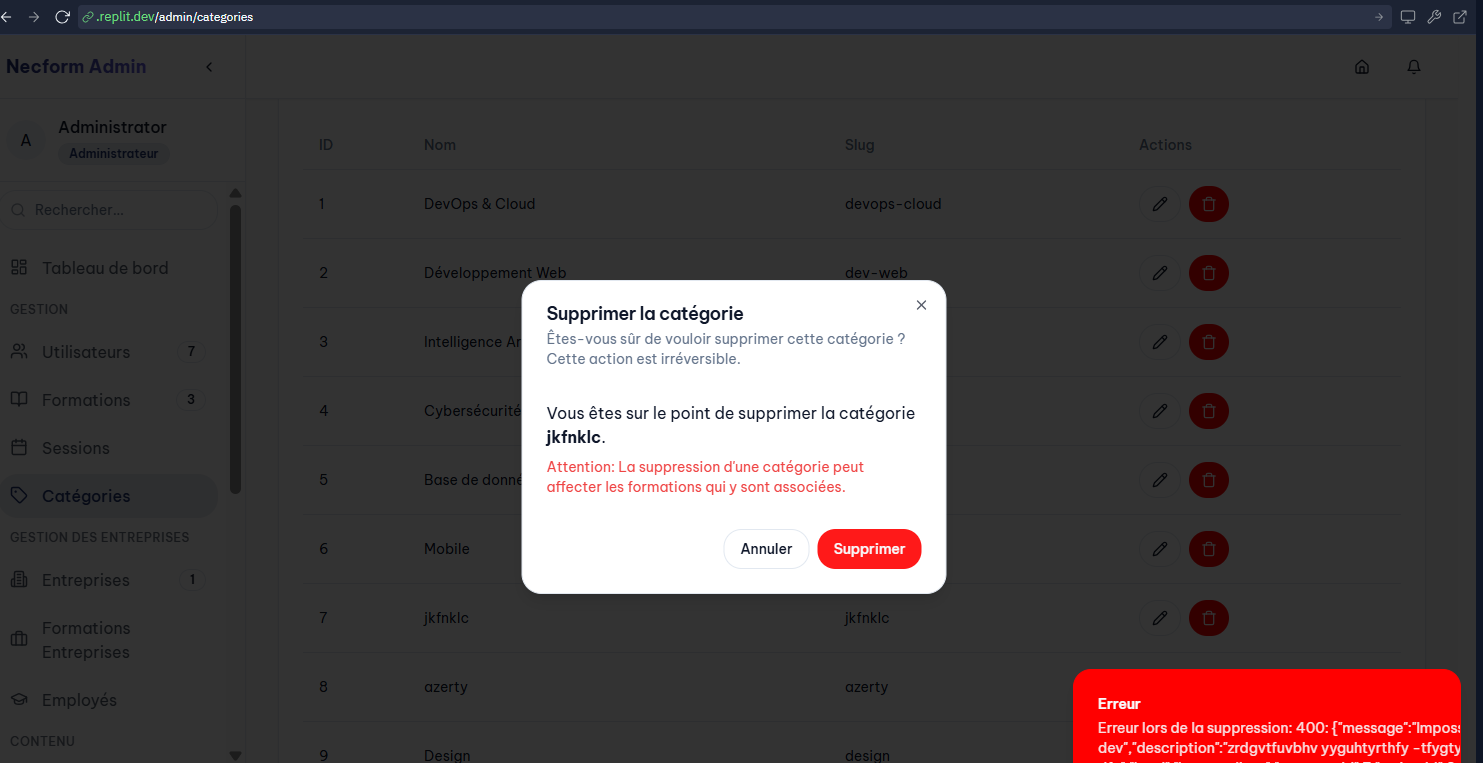 .replit.dev/admin/categories
Necform Admin
A
Administrator
Administrateur
Rechercher...
Tableau de bord
GESTION
Utilisateurs 7
Formations 3
Sessions
Catégories
GESTION DES ENTREPRISES
Entreprises 1
Formations
Entreprises
Employés
CONTENU
ID Nom Slug Actions
1 DevOps & Cloud devops-cloud
2 Développement Web dev-web
3 Intelligence Ar
4 Cybersécurité
5 Base de donné
6 Mobile
7 jkfnklc jkfnklc
8 azerty azerty
9 Design design
Supprimer la catégorie
Êtes-vous sûr de vouloir supprimer cette catégorie ?
Cette action est irréversible.
Vous êtes sur le point de supprimer la catégorie
jkfnklc.
Attention: La suppression d'une catégorie peut
affecter les formations qui y sont associées.
Annuler Supprimer
Erreur
Erreur lors de la suppression: 400: {"message":"Imposs
dev","description":"zrdgvtfuvbhv yyguhtyrthfy -tfygty